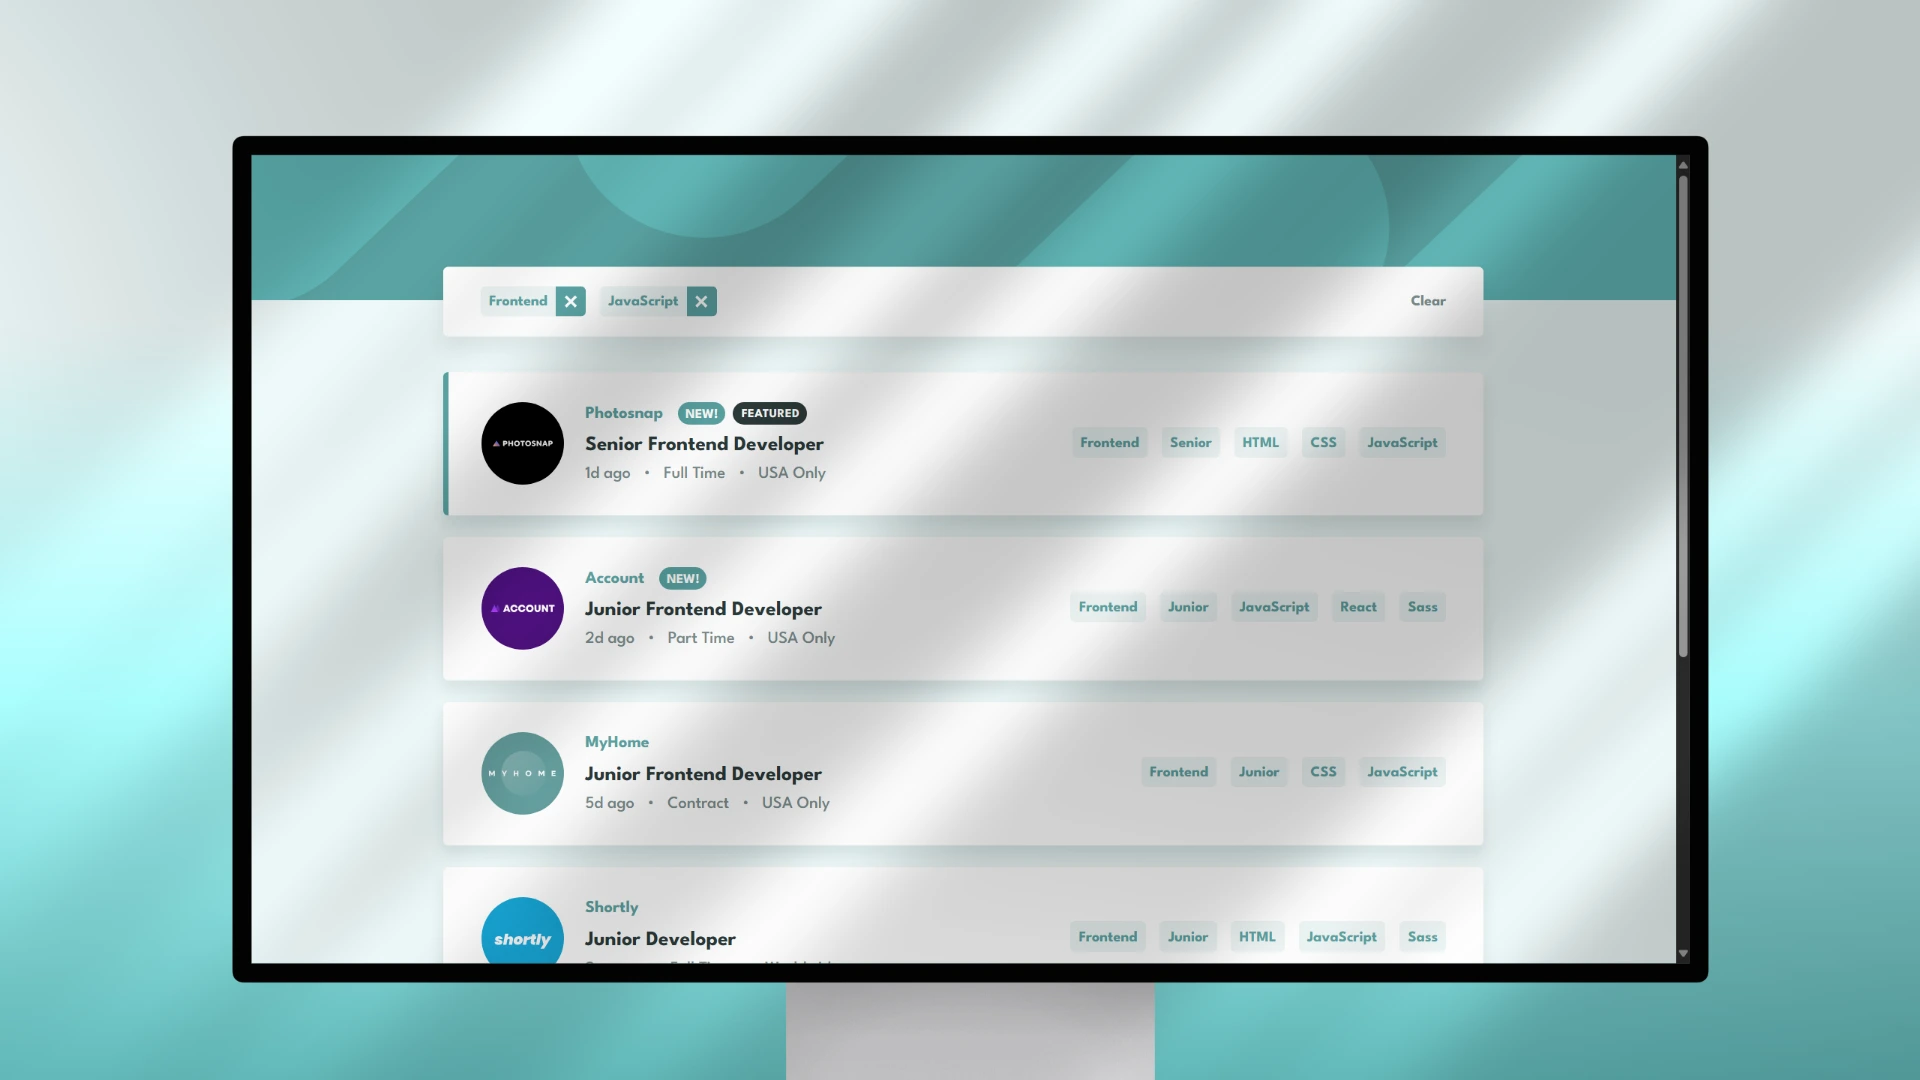 Frontend JavaScript Clear
PHOTOSNAP
Photosnap NEW! FEATURED
Senior Frontend Developer
1d ago • Full Time • USA Only
Frontend Senior HTML CSS JavaScript
ACCOUNT
Account NEW!
Junior Frontend Developer
2d ago • Part Time • USA Only
Frontend Junior JavaScript React Sass
MYHOME
MyHome
Junior Frontend Developer
5d ago • Contract • USA Only
Frontend Junior CSS JavaScript
shortly
Shortly
Junior Developer
Frontend Junior HTML JavaScript Sass